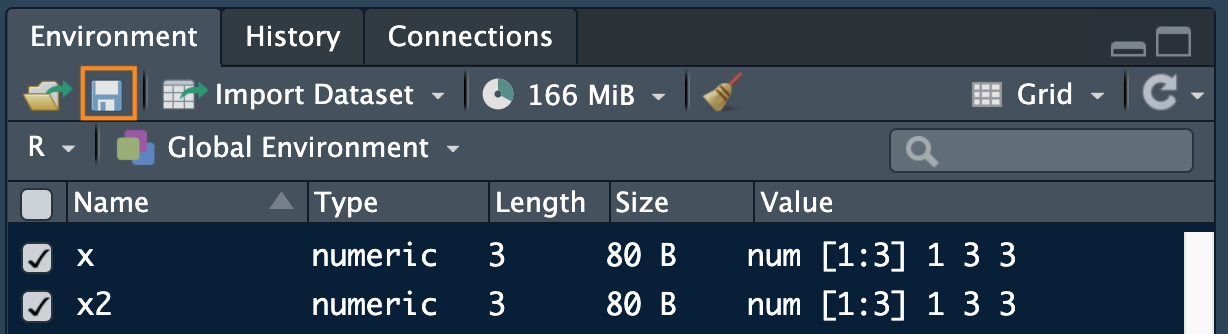 Environment History Connections
Import Dataset 166 MiB Grid
R Global Environment
Name Type Length Size Value
x numeric 3 80 B num [1:3] 1 3 3
x2 numeric 3 80 B num [1:3] 1 3 3